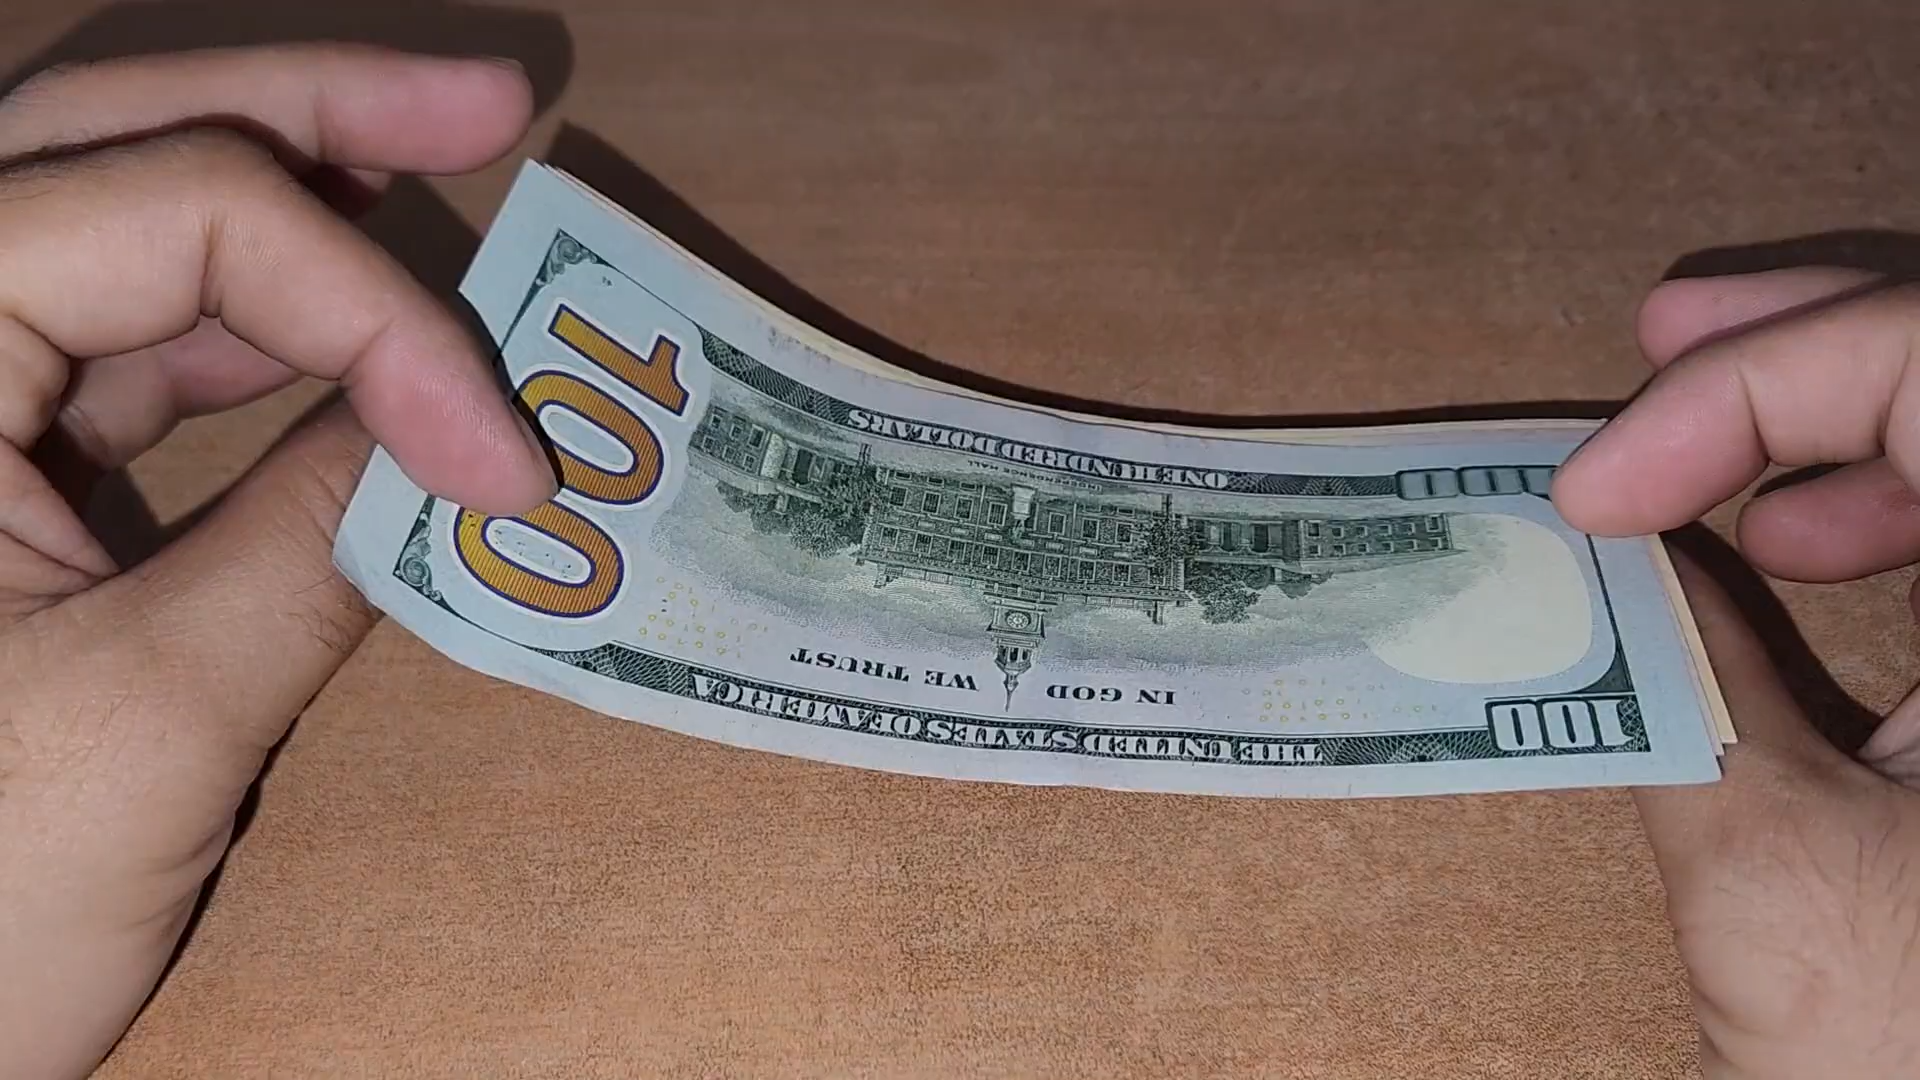 THE UNITED STATES OF AMERICA
100
IN GOD WE TRUST
100
INDEPENDENCE HALL
ONE HUNDRED DOLLARS
100